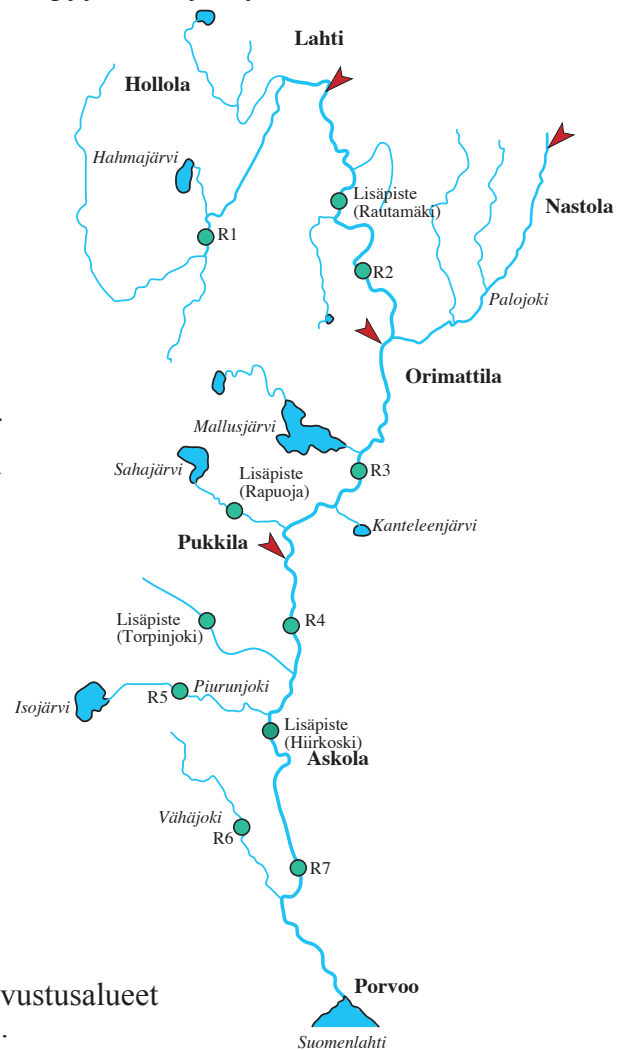 Lahti
Hollola
Hahmajärvi
Lisäpiste
(Rautamäki)
Nastola
R1
R2
Palojoki
Orimattila
Mallusjärvi
Sahajärvi
Lisäpiste
(Rapuoja)
R3
Kanteleenjärvi
Pukkila
Lisäpiste
(Torpinjoki)
R4
Piurunjoki
R5
Isojärvi
Lisäpiste
(Hiirkoski)
Askola
Vähäjoki
R6
R7
vustusalueet
Porvoo
Suomenlahti